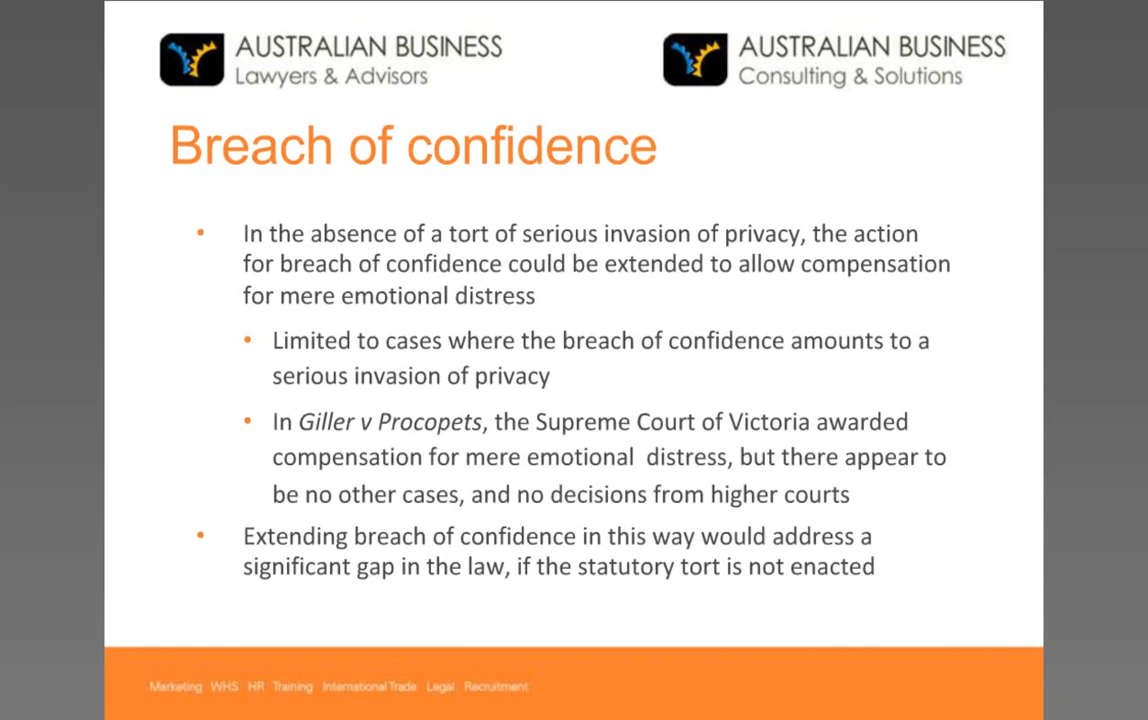 AUSTRALIAN BUSINESS
Lawyers & Advisors
AUSTRALIAN BUSINESS
Consulting & Solutions
Breach of confidence
• In the absence of a tort of serious invasion of privacy, the action
for breach of confidence could be extended to allow compensation
for mere emotional distress
• Limited to cases where the breach of confidence amounts to a
serious invasion of privacy
• In Giller v Procopets, the Supreme Court of Victoria awarded
compensation for mere emotional distress, but there appear to
be no other cases, and no decisions from higher courts
• Extending breach of confidence in this way would address a
significant gap in the law, if the statutory tort is not enacted
Marketing WHS HR Training International Trade Legal Recruitment